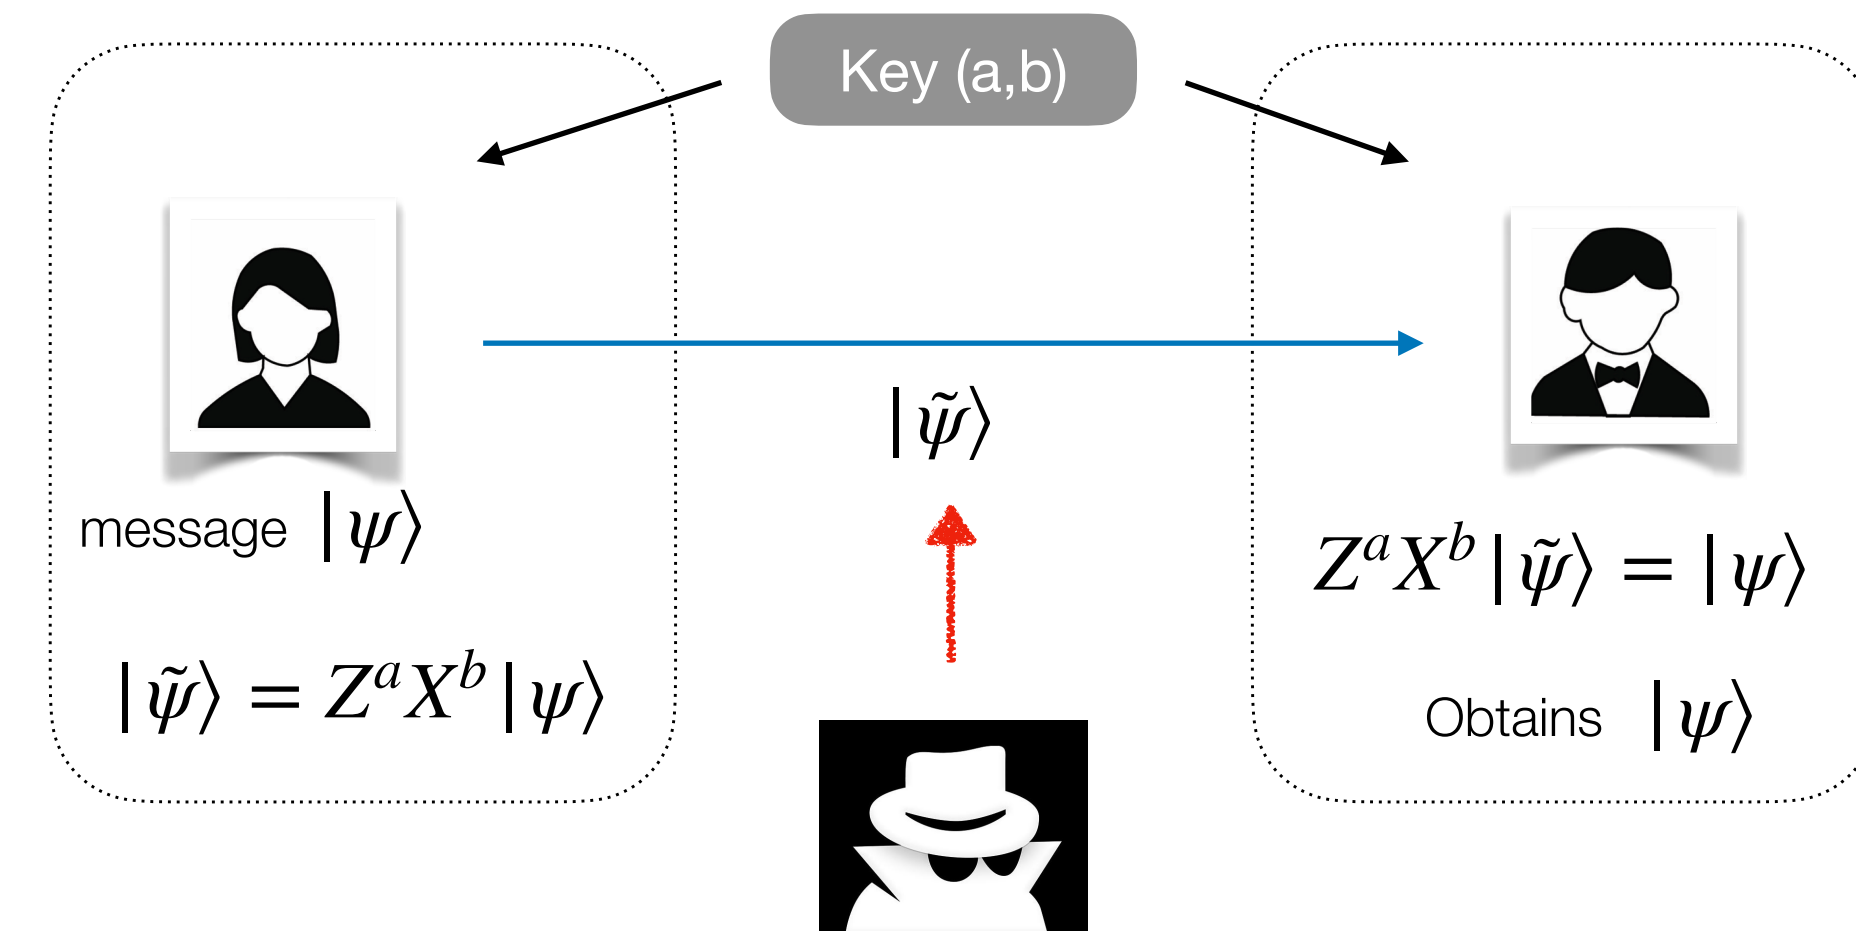 Key (a,b)
|ψ̃⟩
message |ψ⟩
|ψ̃⟩ = Z^a X^b |ψ⟩
Z^a X^b |ψ̃⟩ = |ψ⟩
Obtains |ψ⟩